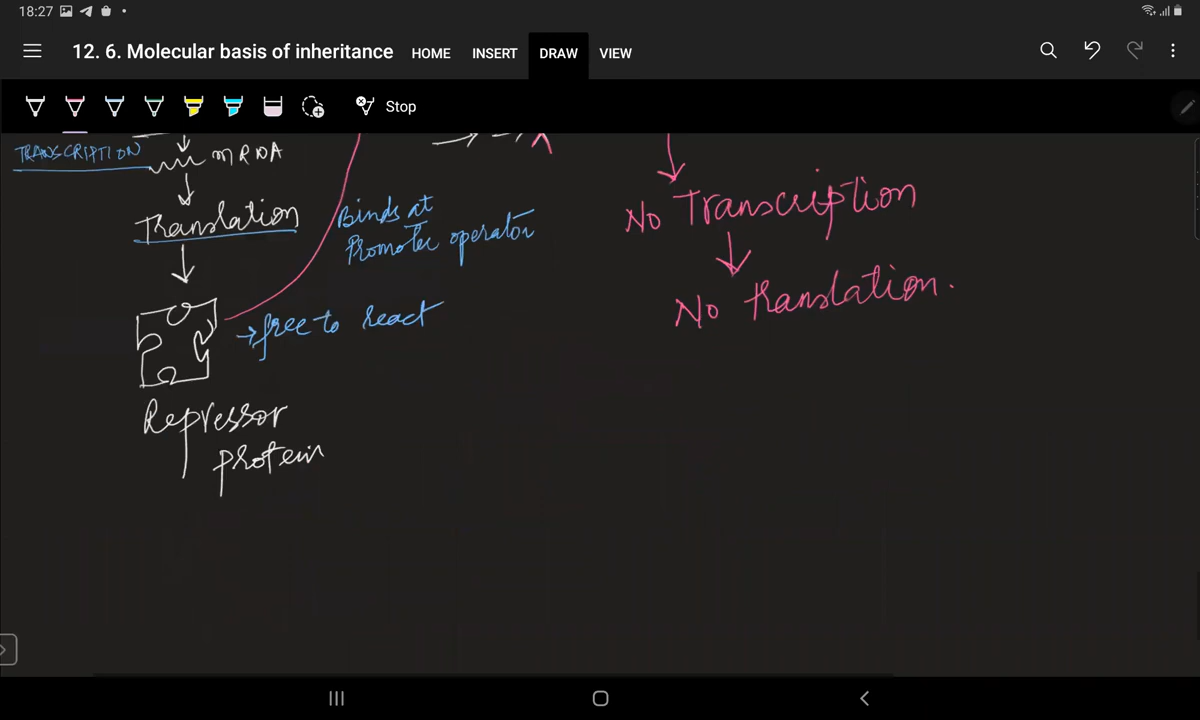 18:27
12. 6. Molecular basis of inheritance HOME INSERT DRAW VIEW
Stop
TRANSCRIPTION
mRNA
Translation
Binds at
Promoter operator
No Transcription
No translation.
→ free to react
Repressor
protein